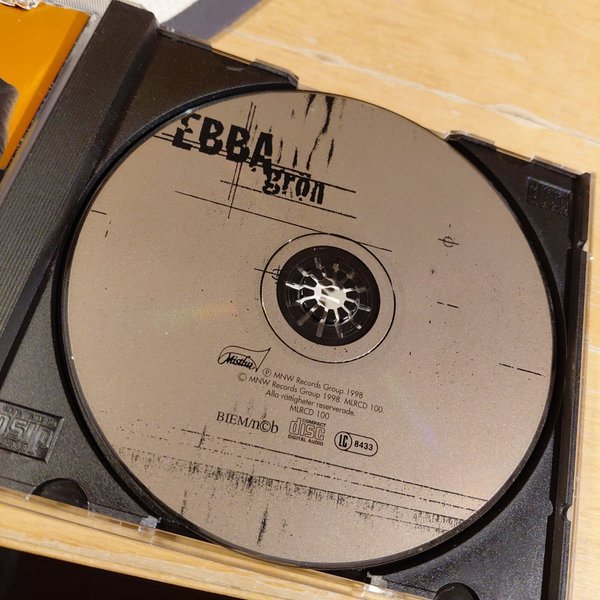 EBBA
grön
Mistlur
℗ MNW Records Group 1998
© MNW Records Group 1998. MLRCD 100.
Alla rättigheter reserverade.
MLRCD 100
BIEM/n©b
COMPACT
disc
DIGITAL AUDIO
LC 8433